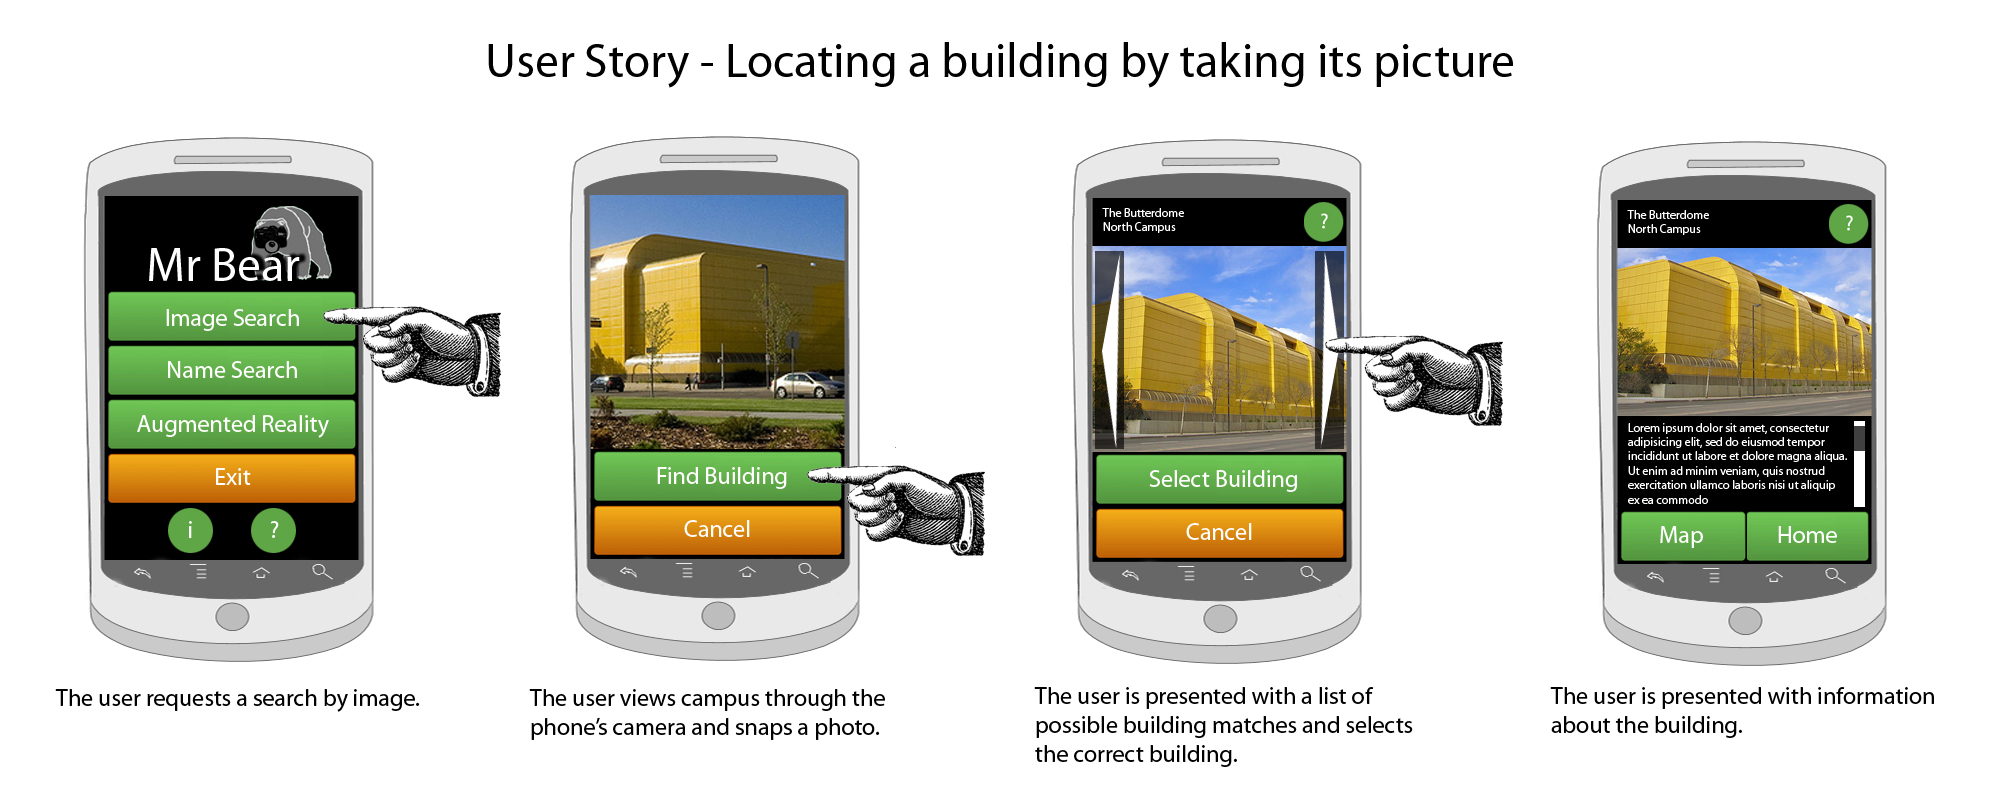 User Story - Locating a building by taking its picture
Mr Bear
Image Search
Name Search
Augmented Reality
Exit
i
?
The user requests a search by image.
Find Building
Cancel
The user views campus through the
phone's camera and snaps a photo.
The Butterdome
North Campus
?
Select Building
Cancel
The user is presented with a list of
possible building matches and selects
the correct building.
The Butterdome
North Campus
?
Lorem ipsum dolor sit amet, consectetur
adipisicing elit, sed do eiusmod tempor
incididunt ut labore et dolore magna aliqua.
Ut enim ad minim veniam, quis nostrud
exercitation ullamco laboris nisi ut aliquip
ex ea commodo
Map
Home
The user is presented with information
about the building.